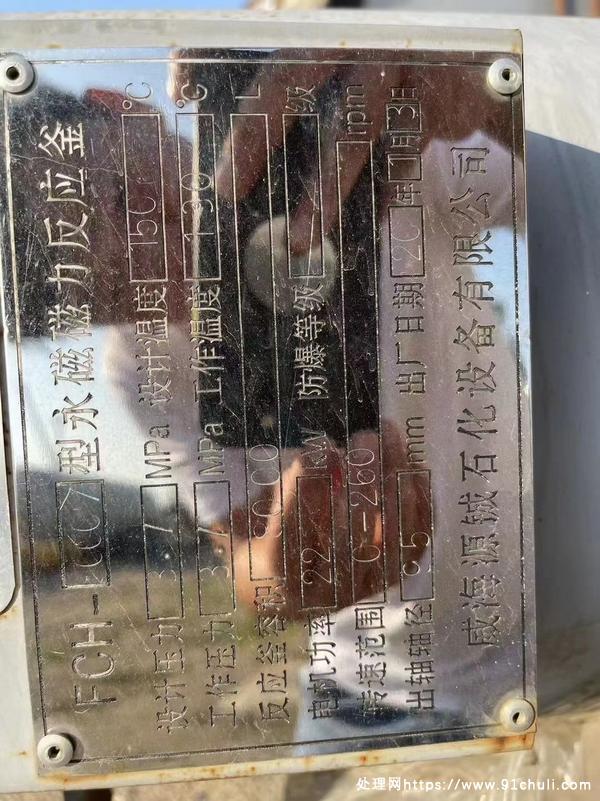 FCH-型永磁磁力反应釜
设计压力 MPa 设计温度 150 ℃
工作压力 MPa 工作温度 130 ℃
反应釜容积 L
电机功率 22 KW 防爆等级 级
转速范围 0-260 rpm
出轴轴径 95 mm 出厂日期 年 月 日
威海源铖石化设备有限公司
处理网https://www.91chuli.com